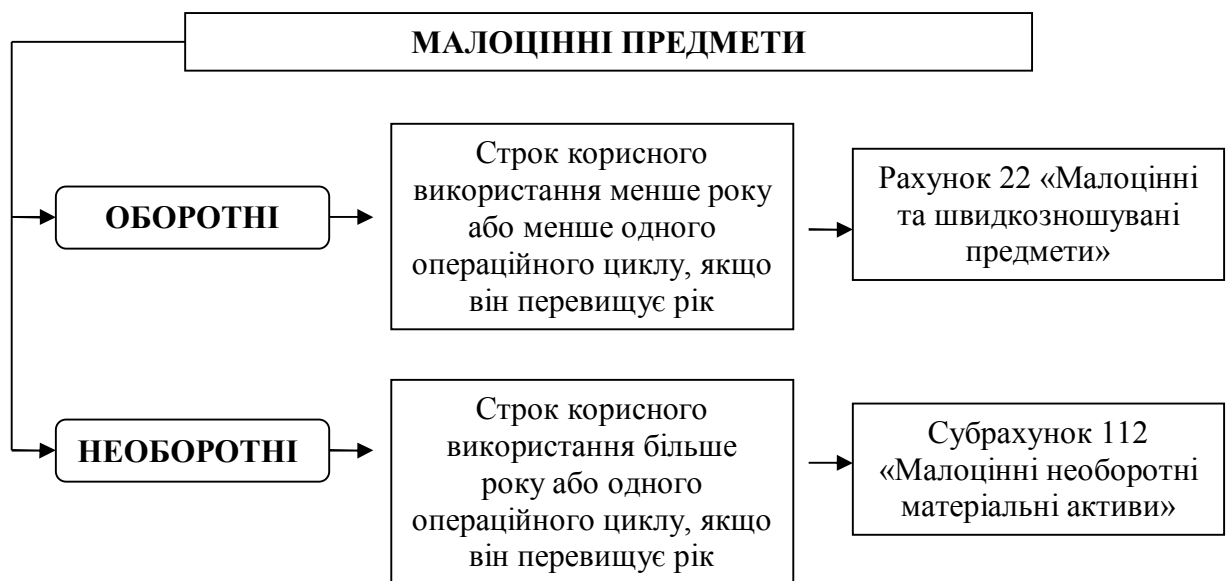 МАЛОЦІННІ ПРЕДМЕТИ
ОБОРОТНІ
Строк корисного
використання менше року
або менше одного
операційного циклу, якщо
він перевищує рік
Рахунок 22 «Малоцінні
та швидкозношувані
предмети»
НЕОБОРОТНІ
Строк корисного
використання більше
року або одного
операційного циклу, якщо
він перевищує рік
Субрахунок 112
«Малоцінні необоротні
матеріальні активи»